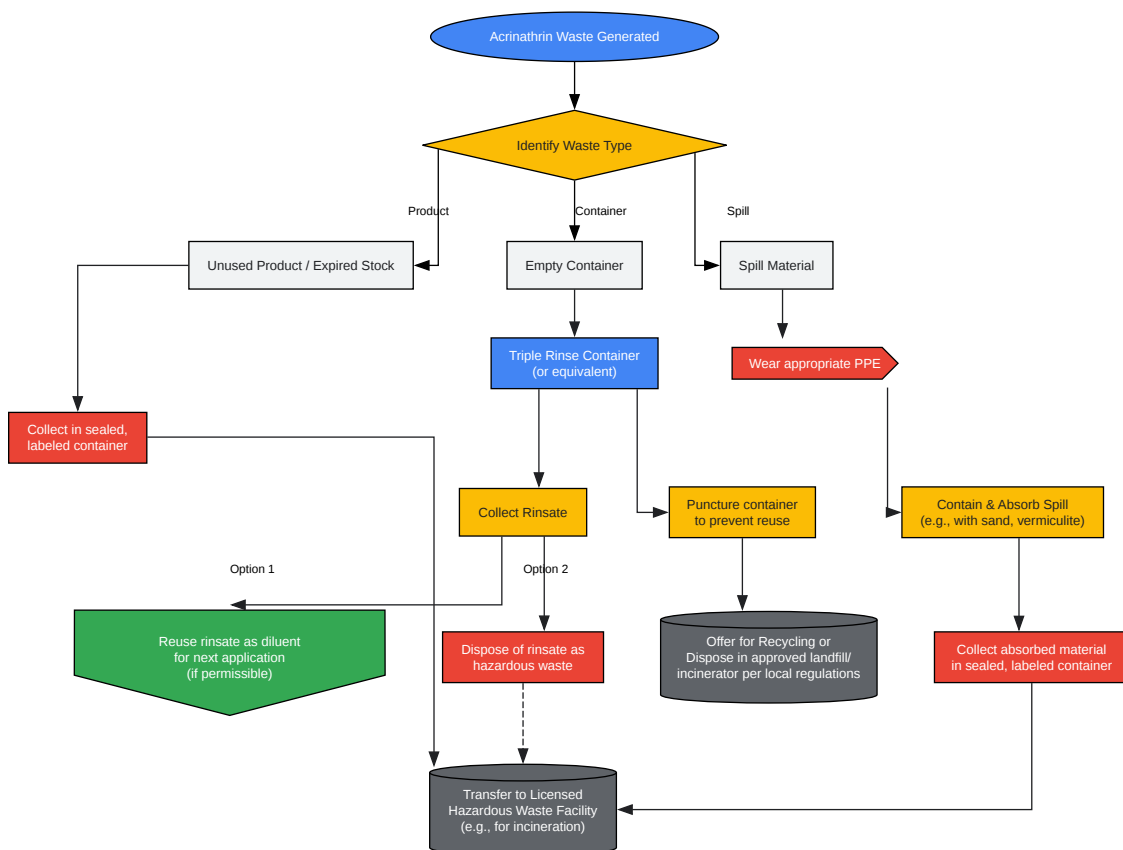 Acrinathrin Waste Generated
Identify Waste Type
Product
Container
Spill
Unused Product / Expired Stock
Empty Container
Spill Material
Triple Rinse Container
(or equivalent)
Wear appropriate PPE
Collect in sealed,
labeled container
Collect Rinsate
Puncture container
to prevent reuse
Contain & Absorb Spill
(e.g., with sand, vermiculite)
Option 1
Option 2
Reuse rinsate as diluent
for next application
(if permissible)
Dispose of rinsate as
hazardous waste
Offer for Recycling or
Dispose in approved landfill/
incinerator per local regulations
Collect absorbed material
in sealed, labeled container
Transfer to Licensed
Hazardous Waste Facility
(e.g., for incineration)